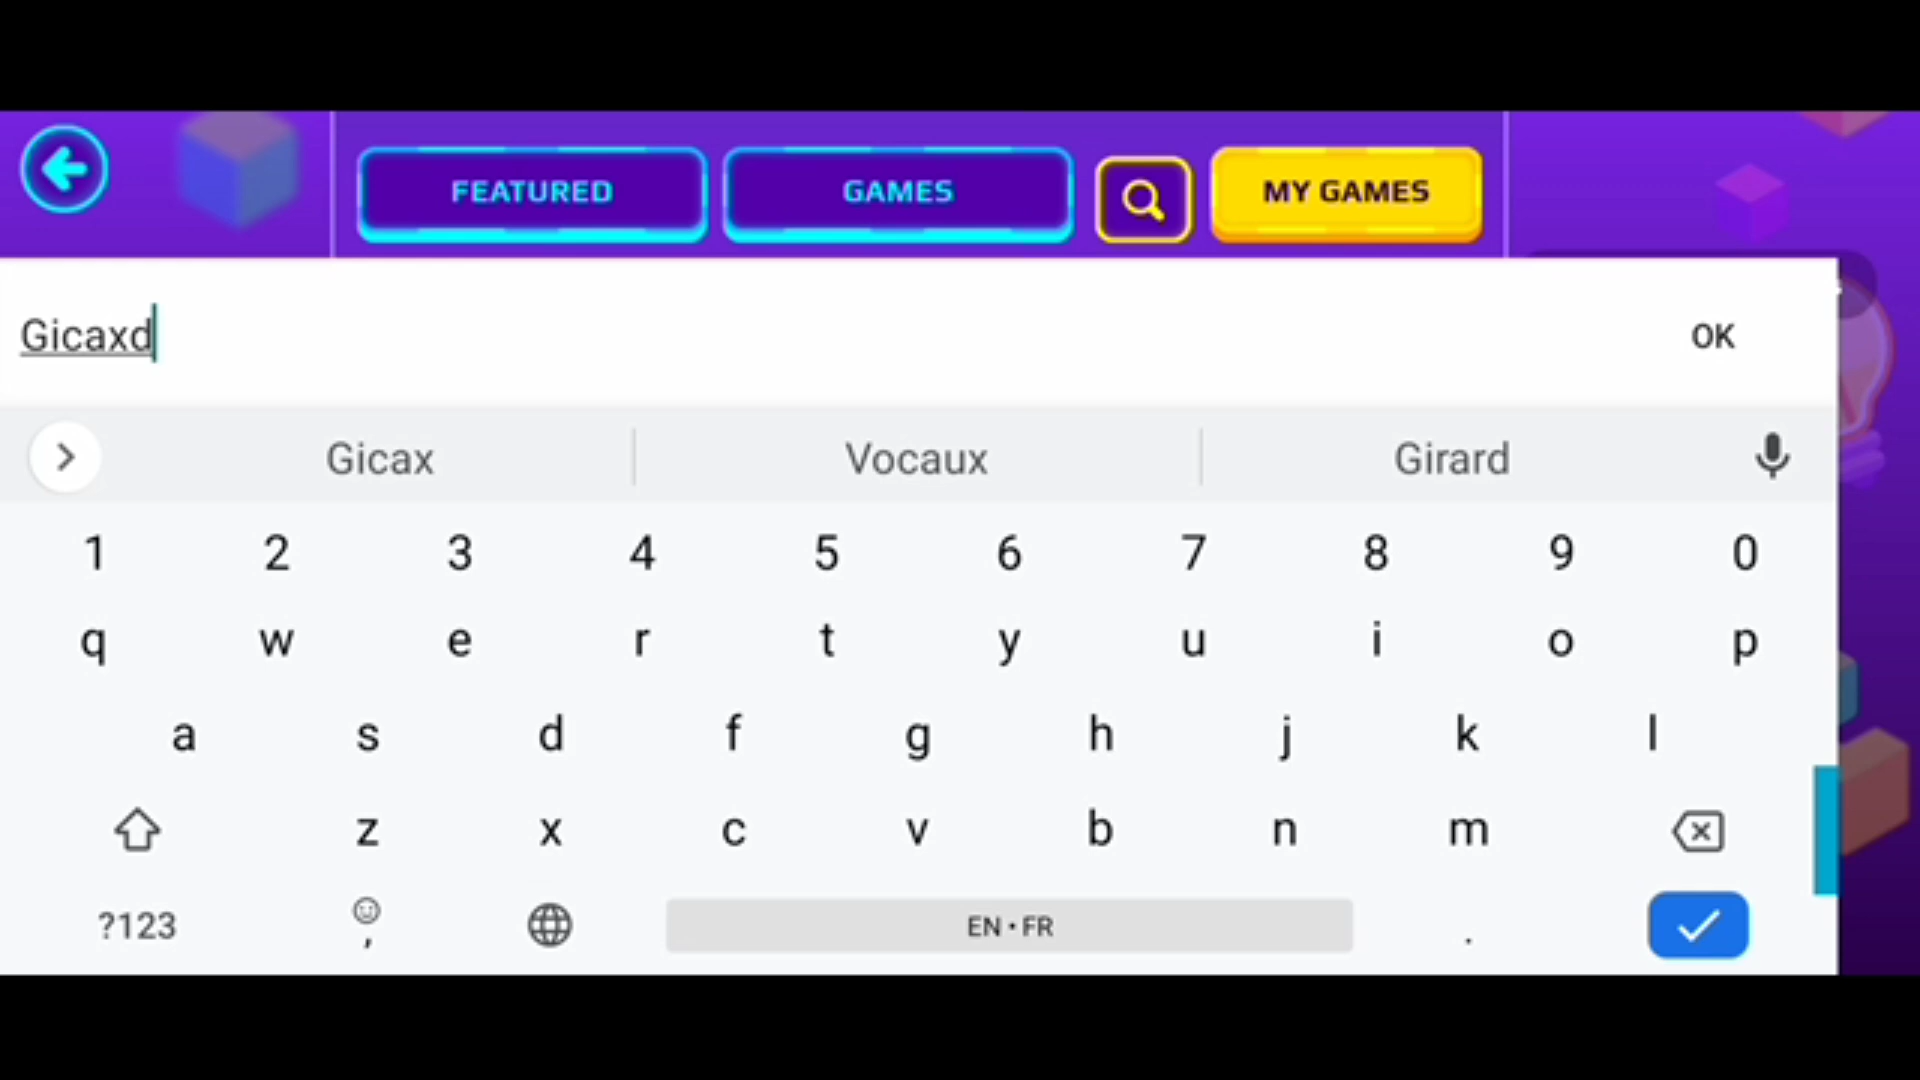 FEATURED GAMES MY GAMES
Gicaxd OK
Gicax Vocaux Girard
1 2 3 4 5 6 7 8 9 0
q w e r t y u i o p
a s d f g h j k l
z x c v b n m
?123 , EN • FR .